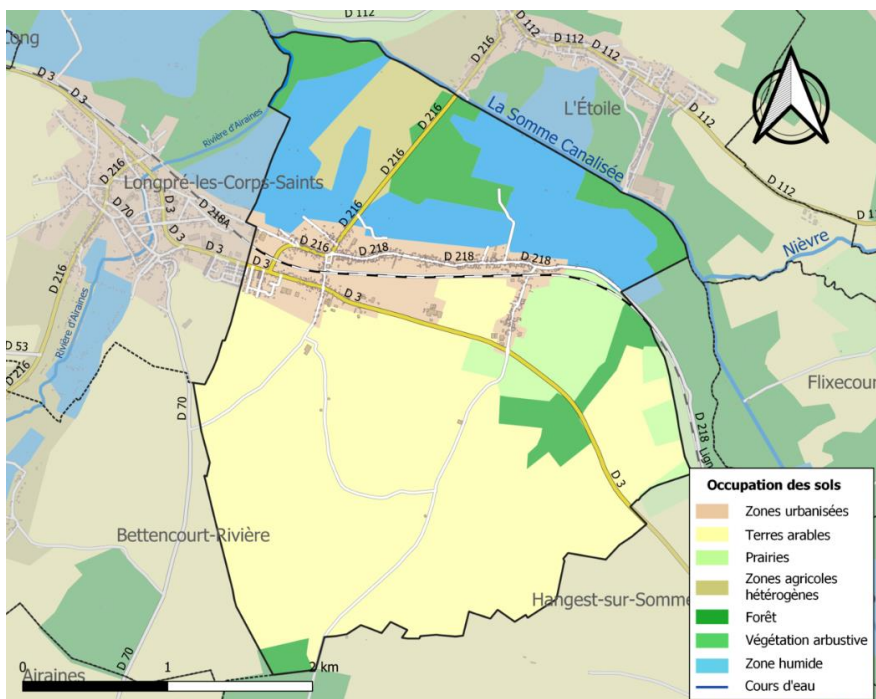 D 112
D 216
D 112
D 112
Long
D 3
L'Étoile
La Somme Canalisée
D 112
Rivière d'Airaines
D 216
D 216
Longpré-les-Corps-Saints
D 112
D 112
D 70
D 3
D 218A
D 216
D 216
D 218
D 218
D 218
D 3
D 3
D 3
Nièvre
D 216
Rivière d'Airaines
D 53
D 216
D 70
D 3
Flixecour
D 218
Lign
Bettencourt-Rivière
Hangest-sur-Somme
D 70
Airaines
0 1 2 km
Occupation des sols
Zones urbanisées
Terres arables
Prairies
Zones agricoles
hétérogènes
Forêt
Végétation arbustive
Zone humide
Cours d'eau